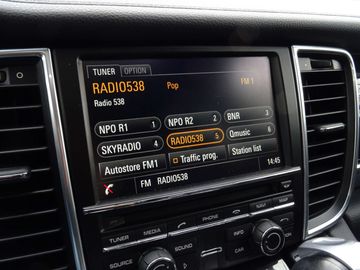 TUNER OPTION
RADIO538 Pop FM 1
Radio 538
NPO R1 1 NPO R2 2 BNR 3
SKYRADIO 4 RADIO538 5 Qmusic 6
Autostore FM1 Traffic prog. Station list
FM RADIO538 14:45
TUNER MEDIA PHONE
CAR NAV MAP
SOURCE SOUND INFO